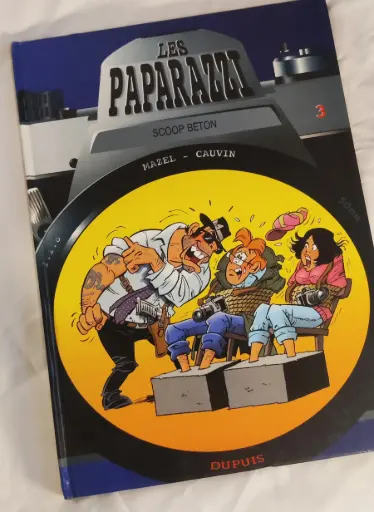 LES
PAPARAZZI
SCOOP BÉTON
3
MAZEL - CAUVIN
DUPUIS